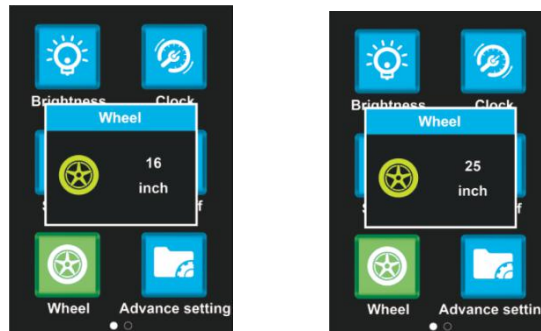 Brightness Clock
Wheel
16
inch
Wheel Advance setting
Brightness Clock
Wheel
25
inch
Wheel Advance settin